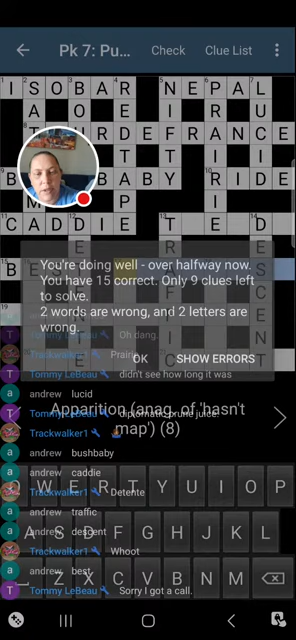 Pk 7: Pu... Check Clue List
ISOBAR NEPAL
DEFRANCE
BABY RIDE
CADDIE
You're doing well - over halfway now.
You have 15 correct. Only 9 clues left
to solve.
2 words are wrong, and 2 letters are
wrong.
Tommy LeBeau Oh dang.
Trackwalker1
Tommy LeBeau didn't see how long it was
OK SHOW ERRORS
andrew lucid
Apparition (anag. of 'hasn't
map') (8)
Tommy LeBeau diplomatic prune juice.
Trackwalker1
andrew bushbaby
andrew caddie
Trackwalker1 Detente
andrew traffic
andrew descent
Trackwalker1 Whoot
andrew best
Tommy LeBeau Sorry I got a call.
Q W E R T Y U I O P
A S D F G H J K L
Z X C V B N M